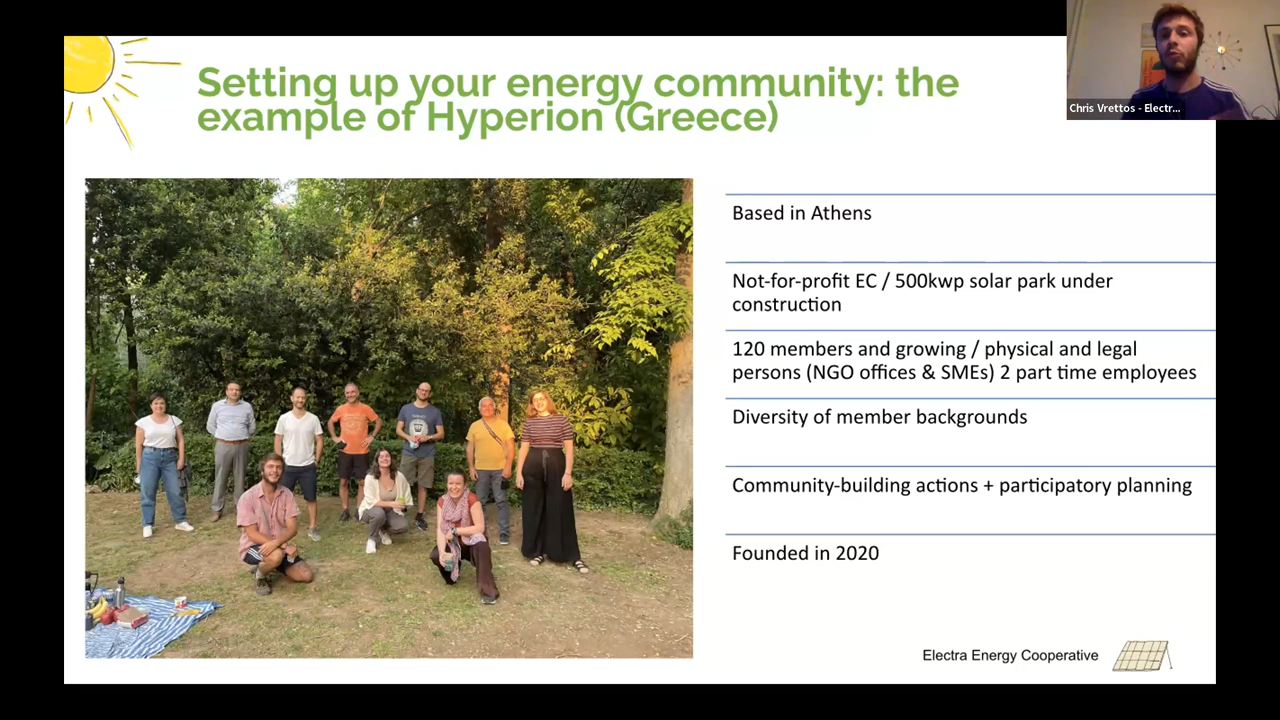 Setting up your energy community: the
example of Hyperion (Greece)
Chris Vrettos - Electr...
Based in Athens
Not-for-profit EC / 500kwp solar park under
construction
120 members and growing / physical and legal
persons (NGO offices & SMEs) 2 part time employees
Diversity of member backgrounds
Community-building actions + participatory planning
Founded in 2020
Electra Energy Cooperative